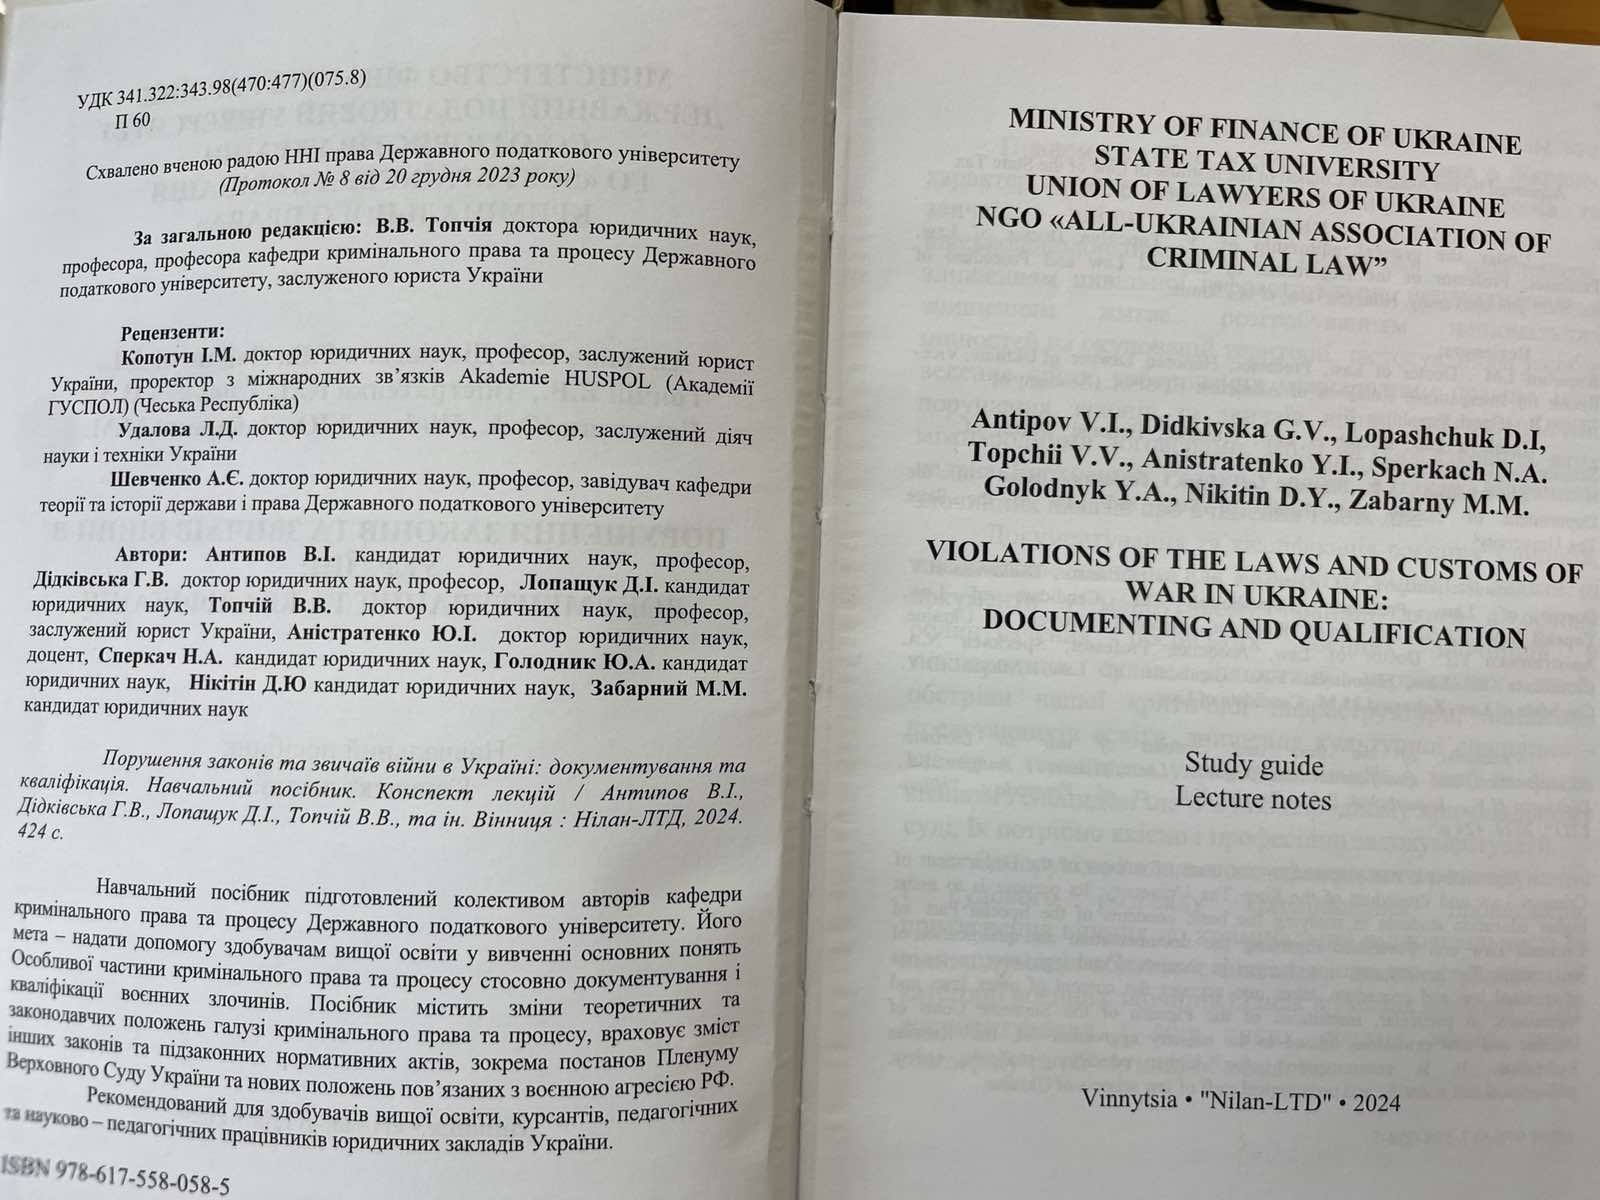 УДК 341.322:343.98(470:477)(075.8)
П 60
Схвалено вченою радою ННІ права Державного податкового університету
(Протокол № 8 від 20 грудня 2023 року)
За загальною редакцією: В.В. Топчія доктора юридичних наук,
професора, професора кафедри кримінального права та процесу Державного
податкового університету, заслуженого юриста України
Рецензенти:
Копотун І.М. доктор юридичних наук, професор, заслужений юрист
України, проректор з міжнародних зв’язків Akademie HUSPOL (Академії
ГУСПОЛ) (Чеська Республіка)
Удалова Л.Д. доктор юридичних наук, професор, заслужений діяч
науки і техніки України
Шевченко А.Є. доктор юридичних наук, професор, завідувач кафедри
теорії та історії держави і права Державного податкового університету
Автори: Антипов В.І. кандидат юридичних наук, професор,
Дідківська Г.В. доктор юридичних наук, професор, Лопащук Д.І. кандидат
юридичних наук, Топчій В.В. доктор юридичних наук, професор,
заслужений юрист України, Аністратенко Ю.І. доктор юридичних наук,
доцент, Сперкач Н.А. кандидат юридичних наук, Голодник Ю.А. кандидат
юридичних наук, Нікітін Д.Ю кандидат юридичних наук, Забарний М.М.
кандидат юридичних наук
Порушення законів та звичаїв війни в Україні: документування та
кваліфікація. Навчальний посібник. Конспект лекцій / Антипов В.І.,
Дідківська Г.В., Лопащук Д.І., Топчій В.В., та ін. Вінниця : Нілан-ЛТД, 2024.
424 с.
Навчальний посібник підготовлений колективом авторів кафедри
кримінального права та процесу Державного податкового університету. Його
мета – надати допомогу здобувачам вищої освіти у вивченні основних понять
Особливої частини кримінального права та процесу стосовно документування і
кваліфікації воєнних злочинів. Посібник містить зміни теоретичних та
законодавчих положень галузі кримінального права та процесу, враховує зміст
інших законів та підзаконних нормативних актів, зокрема постанов Пленуму
Верховного Суду України та нових положень пов’язаних з воєнною агресією РФ.
Рекомендований для здобувачів вищої освіти, курсантів, педагогічних
та науково – педагогічних працівників юридичних закладів України.
ISBN 978-617-558-058-5
MINISTRY OF FINANCE OF UKRAINE
STATE TAX UNIVERSITY
UNION OF LAWYERS OF UKRAINE
NGO «ALL-UKRAINIAN ASSOCIATION OF
CRIMINAL LAW”
Antipov V.I., Didkivska G.V., Lopashchuk D.I,
Topchii V.V., Anistratenko Y.I., Sperkach N.A.
Golodnyk Y.A., Nikitin D.Y., Zabarny M.M.
VIOLATIONS OF THE LAWS AND CUSTOMS OF
WAR IN UKRAINE:
DOCUMENTING AND QUALIFICATION
Study guide
Lecture notes
Vinnytsia • "Nilan-LTD" • 2024